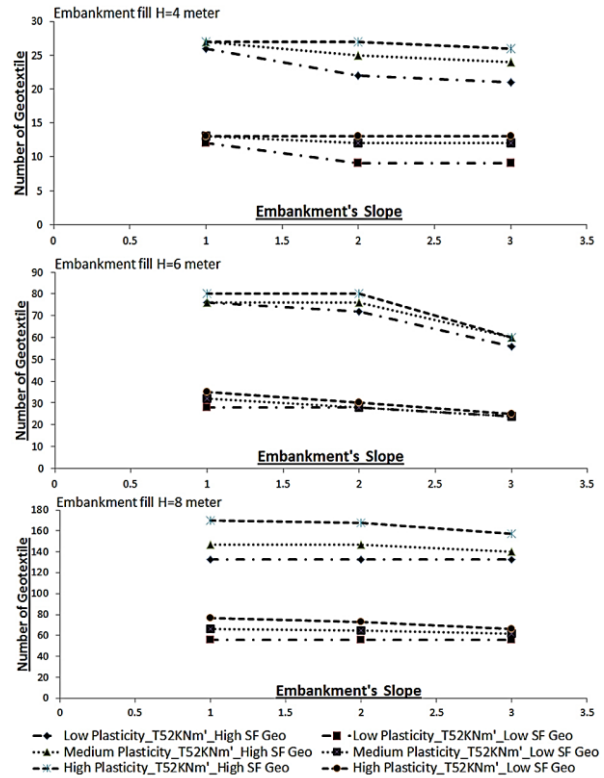 Embankment fill H=4 meter
Number of Geotextile
30
25
20
15
10
5
0
Embankment's Slope
0 0.5 1 1.5 2 2.5 3 3.5
Embankment fill H=6 meter
Number of Geotextile
90
80
70
60
50
40
30
20
10
0
Embankment's Slope
0 0.5 1 1.5 2 2.5 3 3.5
Embankment fill H=8 meter
Number of Geotextile
180
160
140
120
100
80
60
40
20
0
Embankment's Slope
0 0.5 1 1.5 2 2.5 3 3.5
Low Plasticity_T52KNm'_High SF Geo
Low Plasticity_T52KNm'_Low SF Geo
Medium Plasticity_T52KNm'_High SF Geo
Medium Plasticity_T52KNm'_Low SF Geo
High Plasticity_T52KNm'_High SF Geo
High Plasticity_T52KNm'_Low SF Geo